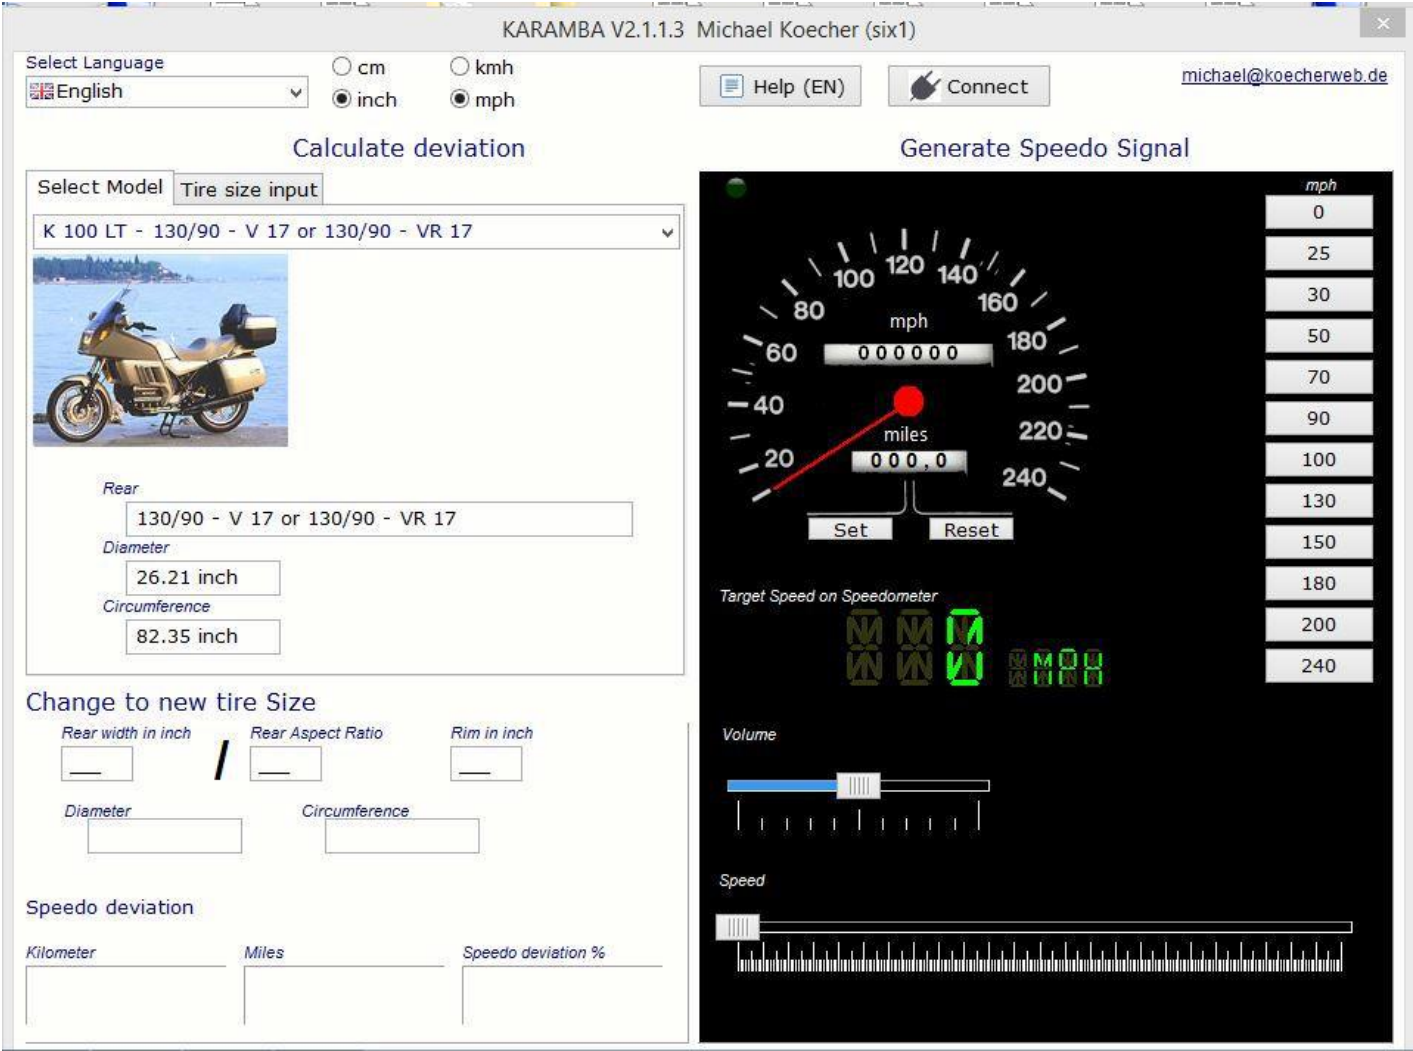 KARAMBA V2.1.1.3 Michael Koecher (six1)
Select Language
English
cm
inch
kmh
mph
Help (EN)
Connect
michael@koecherweb.de
Calculate deviation
Select Model
Tire size input
K 100 LT - 130/90 - V 17 or 130/90 - VR 17
Rear
130/90 - V 17 or 130/90 - VR 17
Diameter
26.21 inch
Circumference
82.35 inch
Change to new tire Size
Rear width in inch
/
Rear Aspect Ratio
Rim in inch
Diameter
Circumference
Speedo deviation
Kilometer
Miles
Speedo deviation %
Generate Speedo Signal
20
40
60
80
100
120
140
160
180
200
220
240
mph
000000
miles
000,0
Set
Reset
Target Speed on Speedometer
0 MPH
Volume
Speed
mph
0
25
30
50
70
90
100
130
150
180
200
240